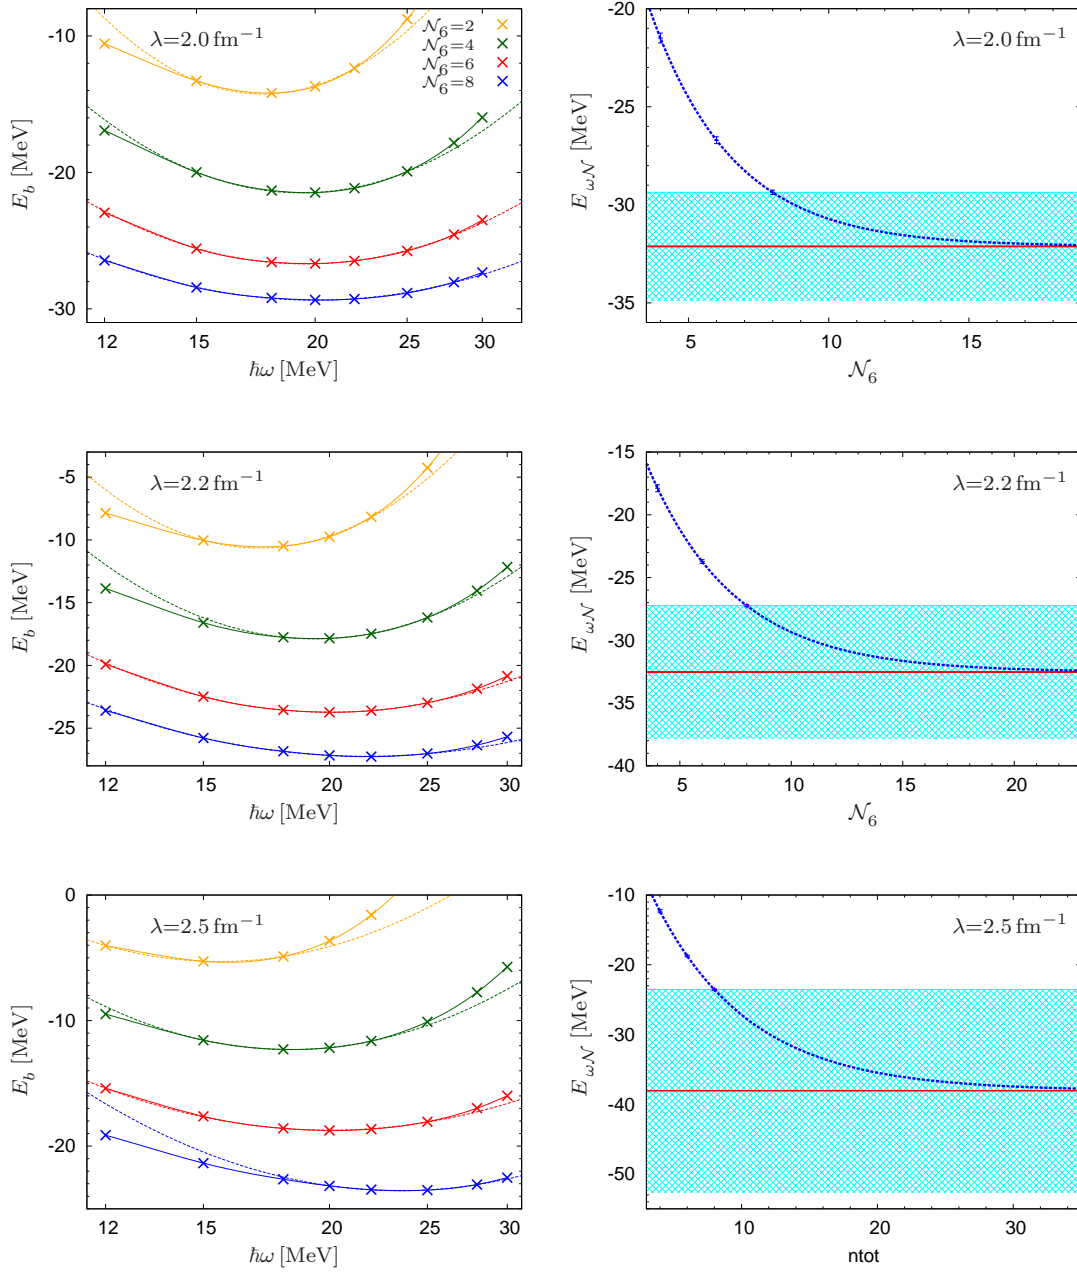 λ=2.0 fm⁻¹
𝒩₆=2
𝒩₆=4
𝒩₆=6
𝒩₆=8
-10
-20
-30
E_b [MeV]
12
15
20
25
30
ħω [MeV]
λ=2.0 fm⁻¹
-20
-25
-30
-35
E_ω𝒩 [MeV]
5
10
15
𝒩₆
λ=2.2 fm⁻¹
-5
-10
-15
-20
-25
E_b [MeV]
12
15
20
25
30
ħω [MeV]
λ=2.2 fm⁻¹
-15
-20
-25
-30
-35
-40
E_ω𝒩 [MeV]
5
10
15
20
𝒩₆
λ=2.5 fm⁻¹
0
-10
-20
E_b [MeV]
12
15
20
25
30
ħω [MeV]
λ=2.5 fm⁻¹
-10
-20
-30
-40
-50
E_ω𝒩 [MeV]
10
20
30
ntot